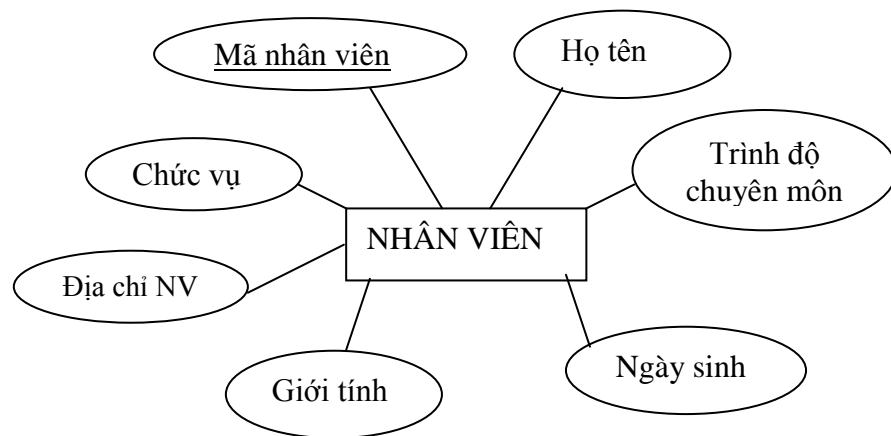 Mã nhân viên
Họ tên
Trình độ
chuyên môn
Chức vụ
NHÂN VIÊN
Địa chỉ NV
Giới tính
Ngày sinh